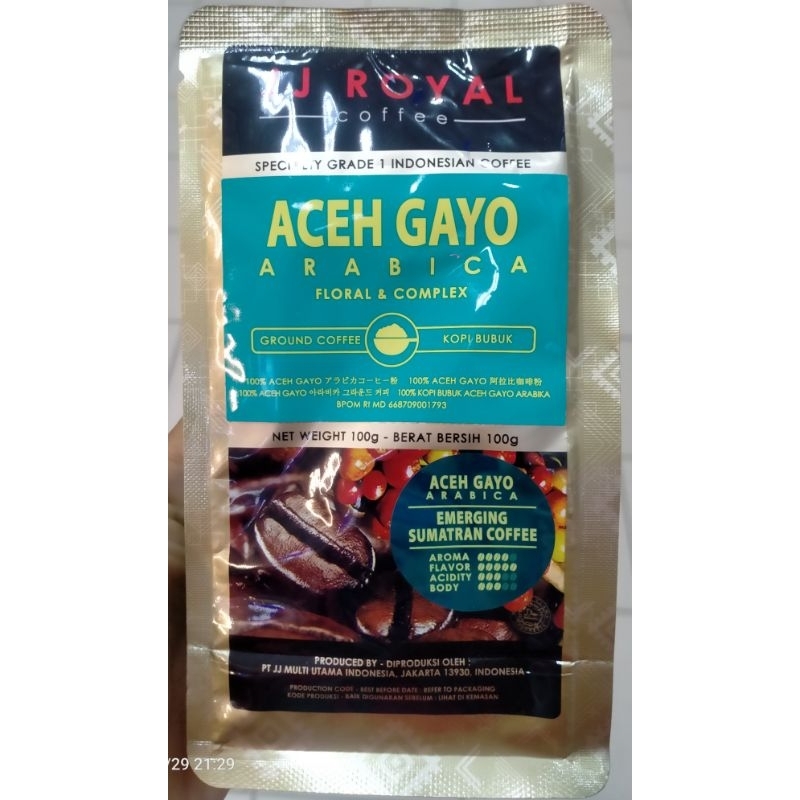 JJ ROYAL
coffee
SPECIALTY GRADE 1 INDONESIAN COFFEE
ACEH GAYO
ARABICA
FLORAL & COMPLEX
GROUND COFFEE KOPI BUBUK
100% ACEH GAYO アラビカコーヒー粉 100% ACEH GAYO 阿拉比咖啡粉
100% ACEH GAYO 아라비카 그라운드 커피 100% KOPI BUBUK ACEH GAYO ARABIKA
BPOM RI MD 668709001793
NET WEIGHT 100g - BERAT BERSIH 100g
ACEH GAYO
ARABICA
EMERGING
SUMATRAN COFFEE
AROMA
FLAVOR
ACIDITY
BODY
PRODUCED BY - DIPRODUKSI OLEH :
PT JJ MULTI UTAMA INDONESIA, JAKARTA 13930, INDONESIA
PRODUCTION CODE - BEST BEFORE DATE : REFER TO PACKAGING
KODE PRODUKSI - BAIK DIGUNAKAN SEBELUM : LIHAT DI KEMASAN
/29 21:29